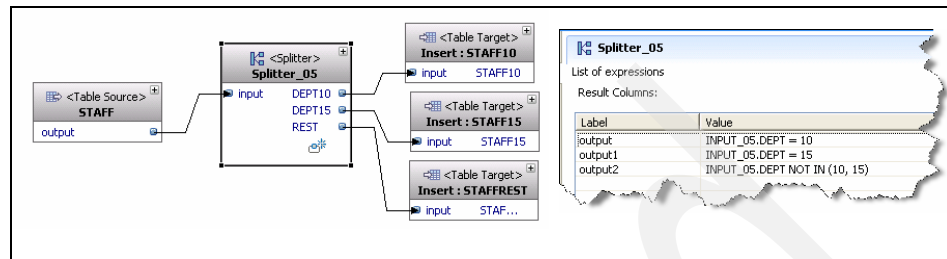 <Table Source>
STAFF
output
<Splitter>
Splitter_05
input DEPT10
DEPT15
REST
<Table Target>
Insert : STAFF10
input STAFF10
<Table Target>
Insert : STAFF15
input STAFF15
<Table Target>
Insert : STAFFREST
input STAF...
Splitter_05
List of expressions
Result Columns:
Label Value
output INPUT_05.DEPT = 10
output1 INPUT_05.DEPT = 15
output2 INPUT_05.DEPT NOT IN (10, 15)